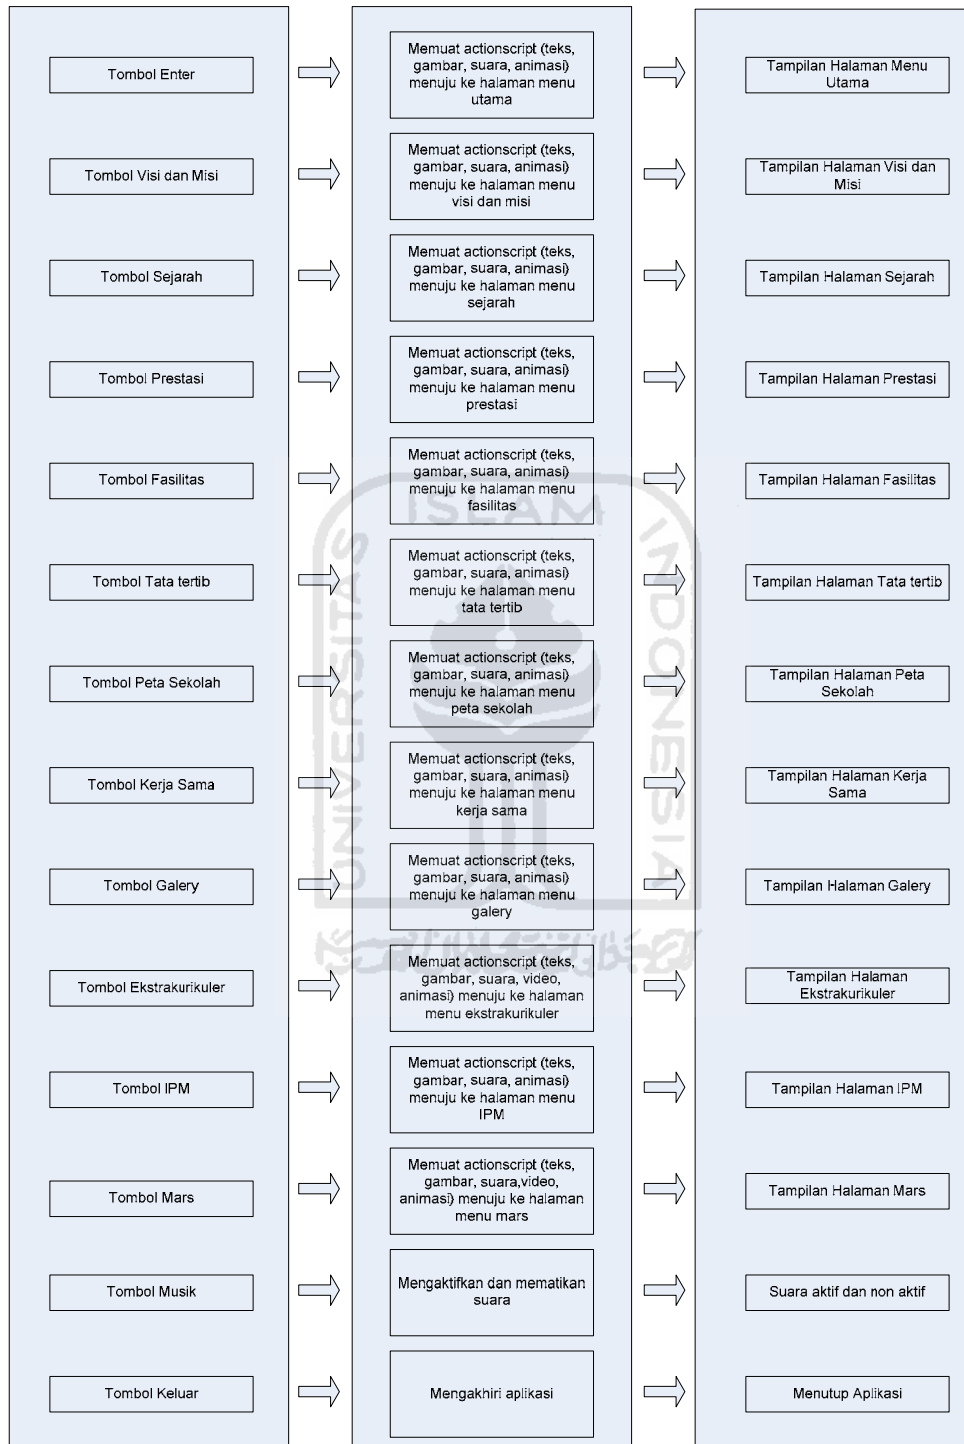 Tombol Enter
Memuat actionscript (teks,
gambar, suara, animasi)
menuju ke halaman menu
utama
Tampilan Halaman Menu
Utama
Tombol Visi dan Misi
Memuat actionscript (teks,
gambar, suara, animasi)
menuju ke halaman menu
visi dan misi
Tampilan Halaman Visi dan
Misi
Tombol Sejarah
Memuat actionscript (teks,
gambar, suara, animasi)
menuju ke halaman menu
sejarah
Tampilan Halaman Sejarah
Tombol Prestasi
Memuat actionscript (teks,
gambar, suara, animasi)
menuju ke halaman menu
prestasi
Tampilan Halaman Prestasi
Tombol Fasilitas
Memuat actionscript (teks,
gambar, suara, animasi)
menuju ke halaman menu
fasilitas
Tampilan Halaman Fasilitas
Tombol Tata tertib
Memuat actionscript (teks,
gambar, suara, animasi)
menuju ke halaman menu
tata tertib
Tampilan Halaman Tata tertib
Tombol Peta Sekolah
Memuat actionscript (teks,
gambar, suara, animasi)
menuju ke halaman menu
peta sekolah
Tampilan Halaman Peta
Sekolah
Tombol Kerja Sama
Memuat actionscript (teks,
gambar, suara, animasi)
menuju ke halaman menu
kerja sama
Tampilan Halaman Kerja
Sama
Tombol Galery
Memuat actionscript (teks,
gambar, suara, animasi)
menuju ke halaman menu
galery
Tampilan Halaman Galery
Tombol Ekstrakurikuler
Memuat actionscript (teks,
gambar, suara, video,
animasi) menuju ke halaman
menu ekstrakurikuler
Tampilan Halaman
Ekstrakurikuler
Tombol IPM
Memuat actionscript (teks,
gambar, suara, animasi)
menuju ke halaman menu
IPM
Tampilan Halaman IPM
Tombol Mars
Memuat actionscript (teks,
gambar, suara,video,
animasi) menuju ke halaman
menu mars
Tampilan Halaman Mars
Tombol Musik
Mengaktifkan dan mematikan
suara
Suara aktif dan non aktif
Tombol Keluar
Mengakhiri aplikasi
Menutup Aplikasi
UNIVERSITAS
ISLAM
INDONESIA